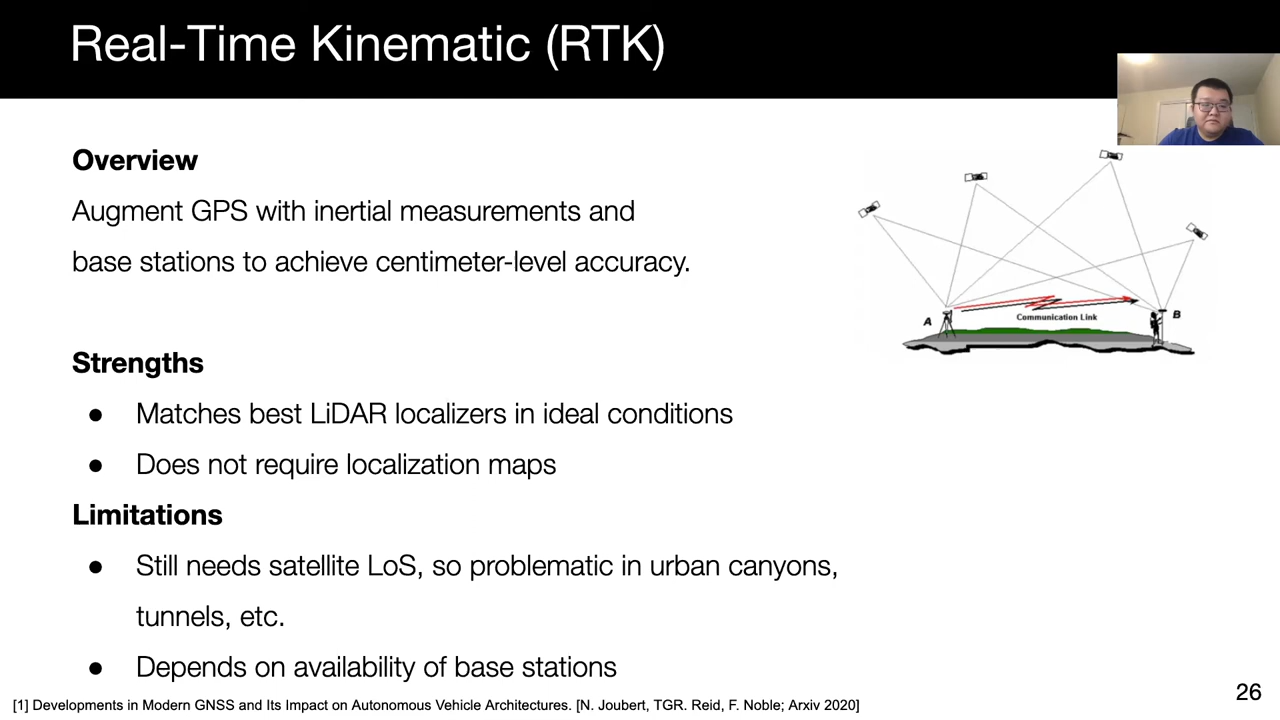 Real-Time Kinematic (RTK)
Overview
Augment GPS with inertial measurements and
base stations to achieve centimeter-level accuracy.
A
Communication Link
B
Strengths
● Matches best LiDAR localizers in ideal conditions
● Does not require localization maps
Limitations
● Still needs satellite LoS, so problematic in urban canyons,
tunnels, etc.
● Depends on availability of base stations
26
[1] Developments in Modern GNSS and Its Impact on Autonomous Vehicle Architectures. [N. Joubert, TGR. Reid, F. Noble; Arxiv 2020]